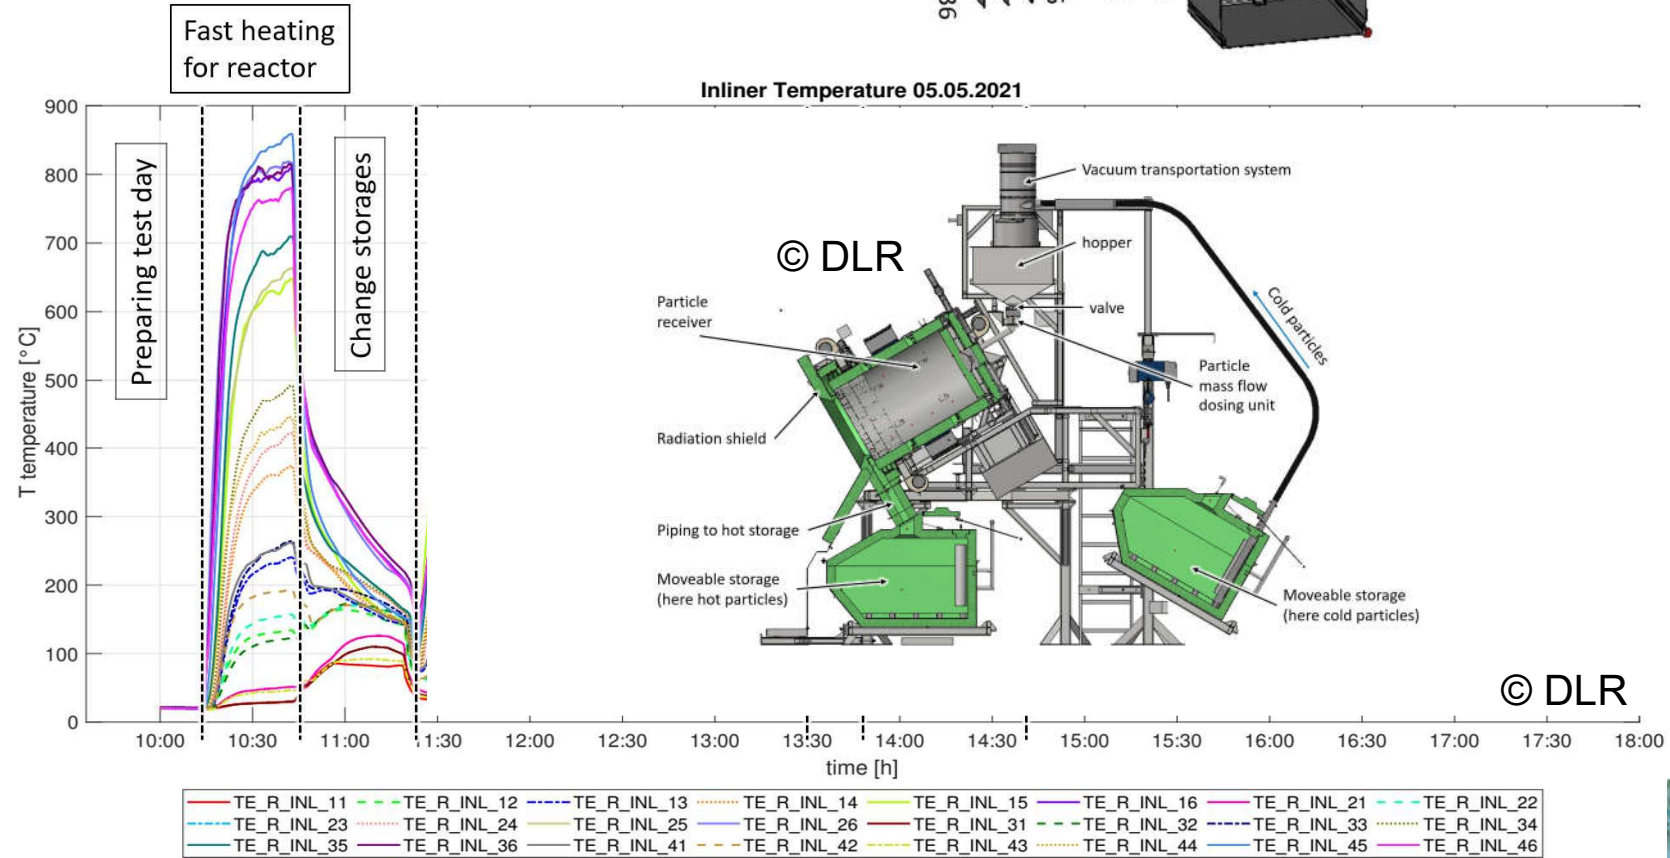 Fast heating
for reactor
Inliner Temperature 05.05.2021
900
800
700
600
500
400
300
200
100
0
T temperature [°C]
Preparing test day
Change storages
© DLR
Vacuum transportation system
hopper
valve
Cold particles
Particle
mass flow
dosing unit
Particle
receiver
Radiation shield
Piping to hot storage
Moveable storage
(here hot particles)
Moveable storage
(here cold particles)
© DLR
10:00 10:30 11:00 11:30 12:00 12:30 13:00 13:30 14:00 14:30 15:00 15:30 16:00 16:30 17:00 17:30 18:00
time [h]
TE_R_INL_11 TE_R_INL_12 TE_R_INL_13 TE_R_INL_14 TE_R_INL_15 TE_R_INL_16 TE_R_INL_21 TE_R_INL_22
TE_R_INL_23 TE_R_INL_24 TE_R_INL_25 TE_R_INL_26 TE_R_INL_31 TE_R_INL_32 TE_R_INL_33 TE_R_INL_34
TE_R_INL_35 TE_R_INL_36 TE_R_INL_41 TE_R_INL_42 TE_R_INL_43 TE_R_INL_44 TE_R_INL_45 TE_R_INL_46